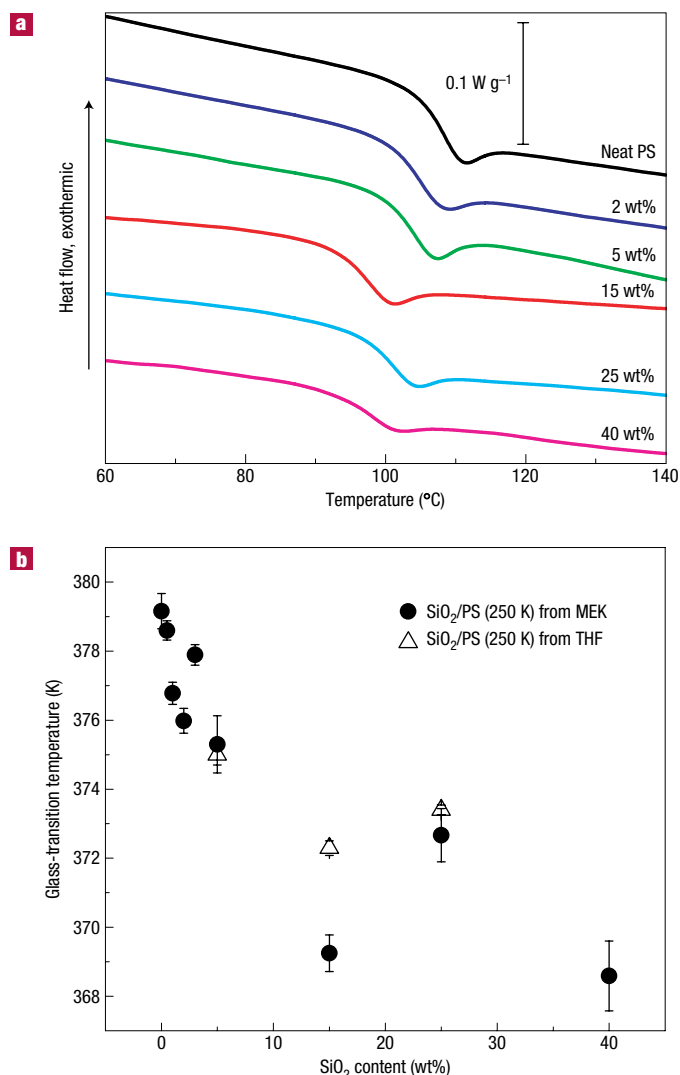 a
0.1 W g⁻¹
Neat PS
2 wt%
5 wt%
15 wt%
25 wt%
40 wt%
Heat flow, exothermic
60 80 100 120 140
Temperature (°C)
b
380
378
376
374
372
370
368
SiO₂/PS (250 K) from MEK
SiO₂/PS (250 K) from THF
Glass-transition temperature (K)
0 10 20 30 40
SiO₂ content (wt%)